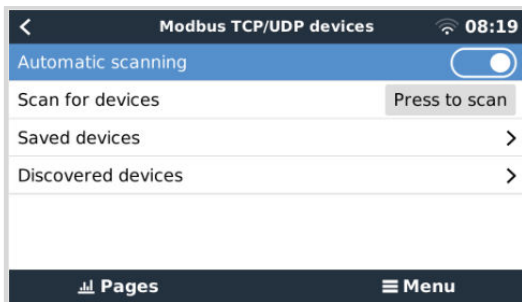 Modbus TCP/UDP devices 08:19
Automatic scanning
Scan for devices Press to scan
Saved devices
Discovered devices
Pages Menu